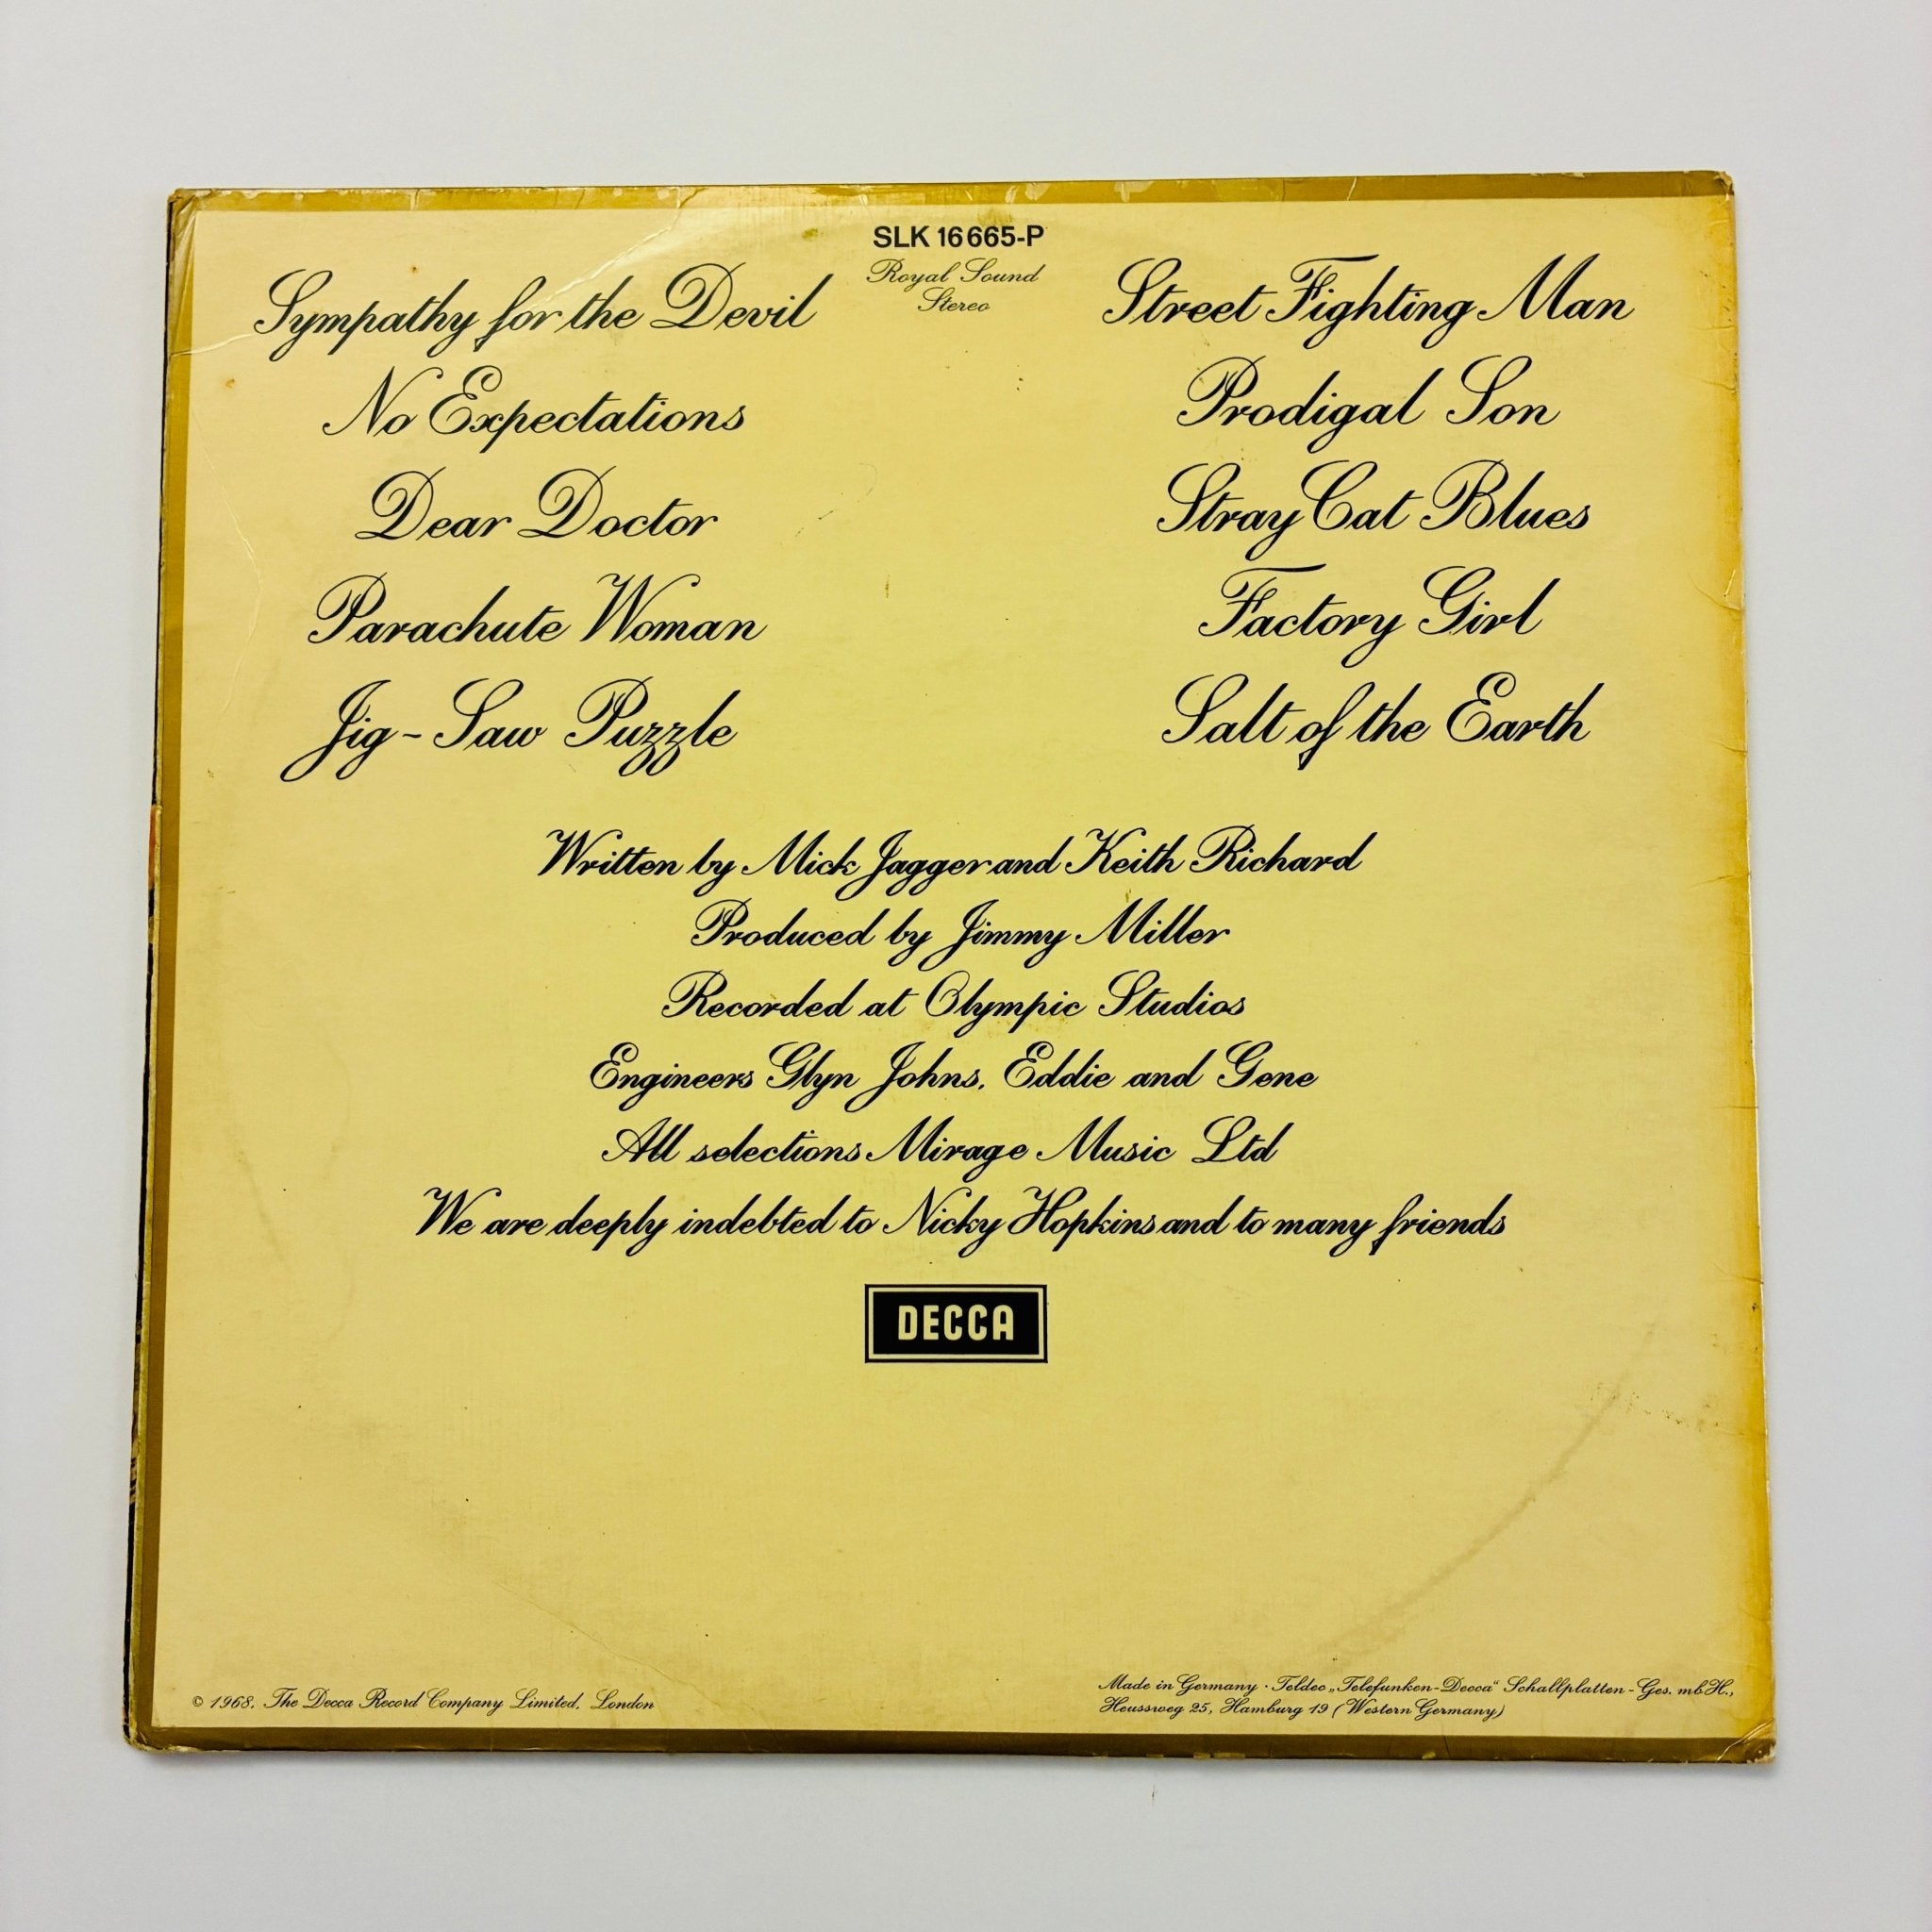 SLK 16665-P
Royal Sound
Stereo
Sympathy for the Devil
No Expectations
Dear Doctor
Parachute Woman
Jig-Saw Puzzle
Street Fighting Man
Prodigal Son
Stray Cat Blues
Factory Girl
Salt of the Earth
Written by Mick Jagger and Keith Richard
Produced by Jimmy Miller
Recorded at Olympic Studios
Engineers Glyn Johns, Eddie and Gene
All selections Mirage Music Ltd
We are deeply indebted to Nicky Hopkins and to many friends
DECCA
© 1968, The Decca Record Company Limited, London
Made in Germany · Teldec „Telefunken-Decca“ Schallplatten-Ges. mb.H.,
Heussweg 25, Hamburg 19 (Western Germany)